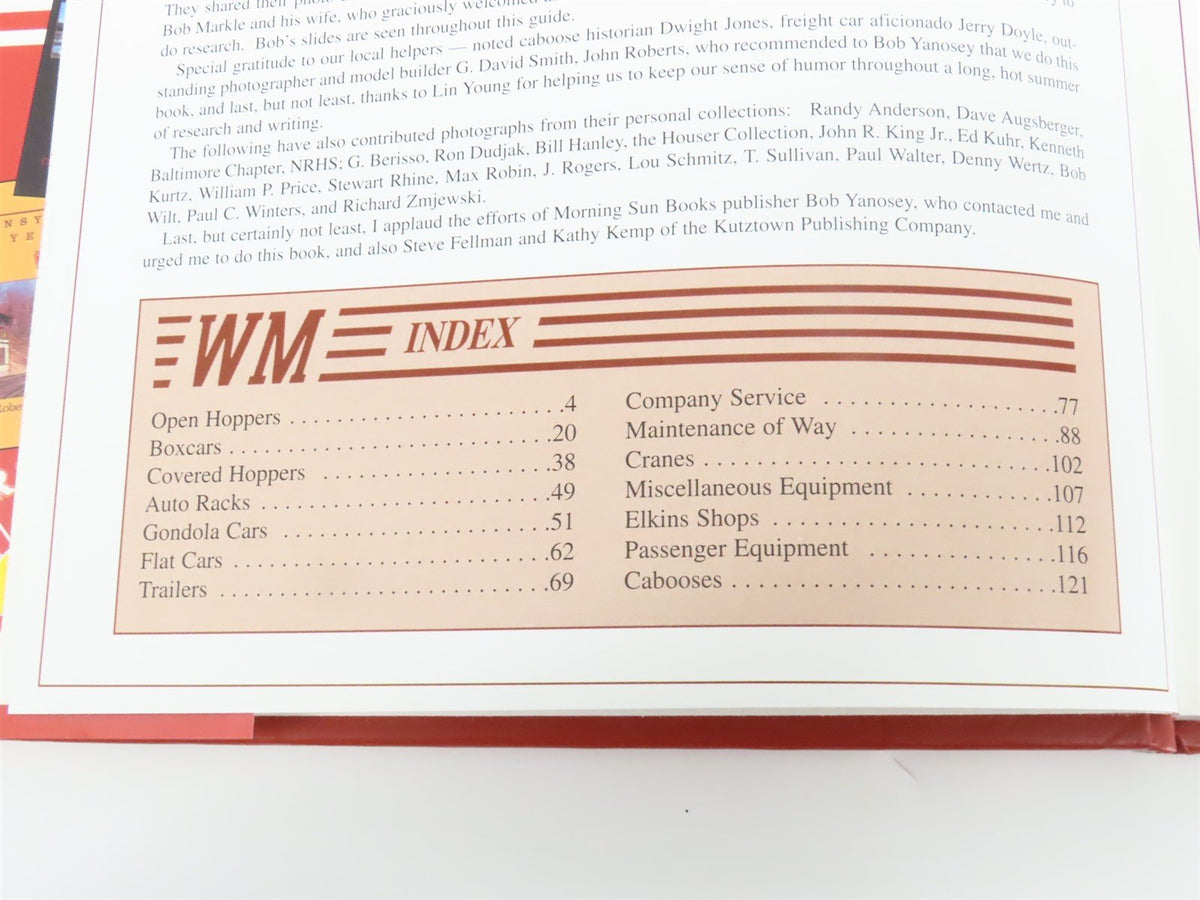 They shared their photo
to
Bob Markle and his wife, who graciously welcomed
do research. Bob's slides are seen throughout this guide.
Special gratitude to our local helpers — noted caboose historian Dwight Jones, freight car aficionado Jerry Doyle, out-
standing photographer and model builder G. David Smith, John Roberts, who recommended to Bob Yanosey that we do this
book, and last, but not least, thanks to Lin Young for helping us to keep our sense of humor throughout a long, hot summer
of research and writing.
The following have also contributed photographs from their personal collections: Randy Anderson, Dave Augsberger,
Baltimore Chapter, NRHS; G. Berisso, Ron Dudjak, Bill Hanley, the Houser Collection, John R. King Jr., Ed Kuhr, Kenneth
Kurtz, William P. Price, Stewart Rhine, Max Robin, J. Rogers, Lou Schmitz, T. Sullivan, Paul Walter, Denny Wertz, Bob
Wilt, Paul C. Winters, and Richard Zmjewski.
Last, but certainly not least, I applaud the efforts of Morning Sun Books publisher Bob Yanosey, who contacted me and
urged me to do this book, and also Steve Fellman and Kathy Kemp of the Kutztown Publishing Company.
WM INDEX
Open Hoppers . . . . . . . . . . . . . . . . . . . . . .4
Boxcars . . . . . . . . . . . . . . . . . . . . . . . . . .20
Covered Hoppers . . . . . . . . . . . . . . . . . . .38
Auto Racks . . . . . . . . . . . . . . . . . . . . . . .49
Gondola Cars . . . . . . . . . . . . . . . . . . . . . .51
Flat Cars . . . . . . . . . . . . . . . . . . . . . . . . .62
Trailers . . . . . . . . . . . . . . . . . . . . . . . . . .69
Company Service . . . . . . . . . . . . . . . . . . .77
Maintenance of Way . . . . . . . . . . . . . . . . .88
Cranes . . . . . . . . . . . . . . . . . . . . . . . . . .102
Miscellaneous Equipment . . . . . . . . . . . .107
Elkins Shops . . . . . . . . . . . . . . . . . . . . . .112
Passenger Equipment . . . . . . . . . . . . . . .116
Cabooses . . . . . . . . . . . . . . . . . . . . . . . .121